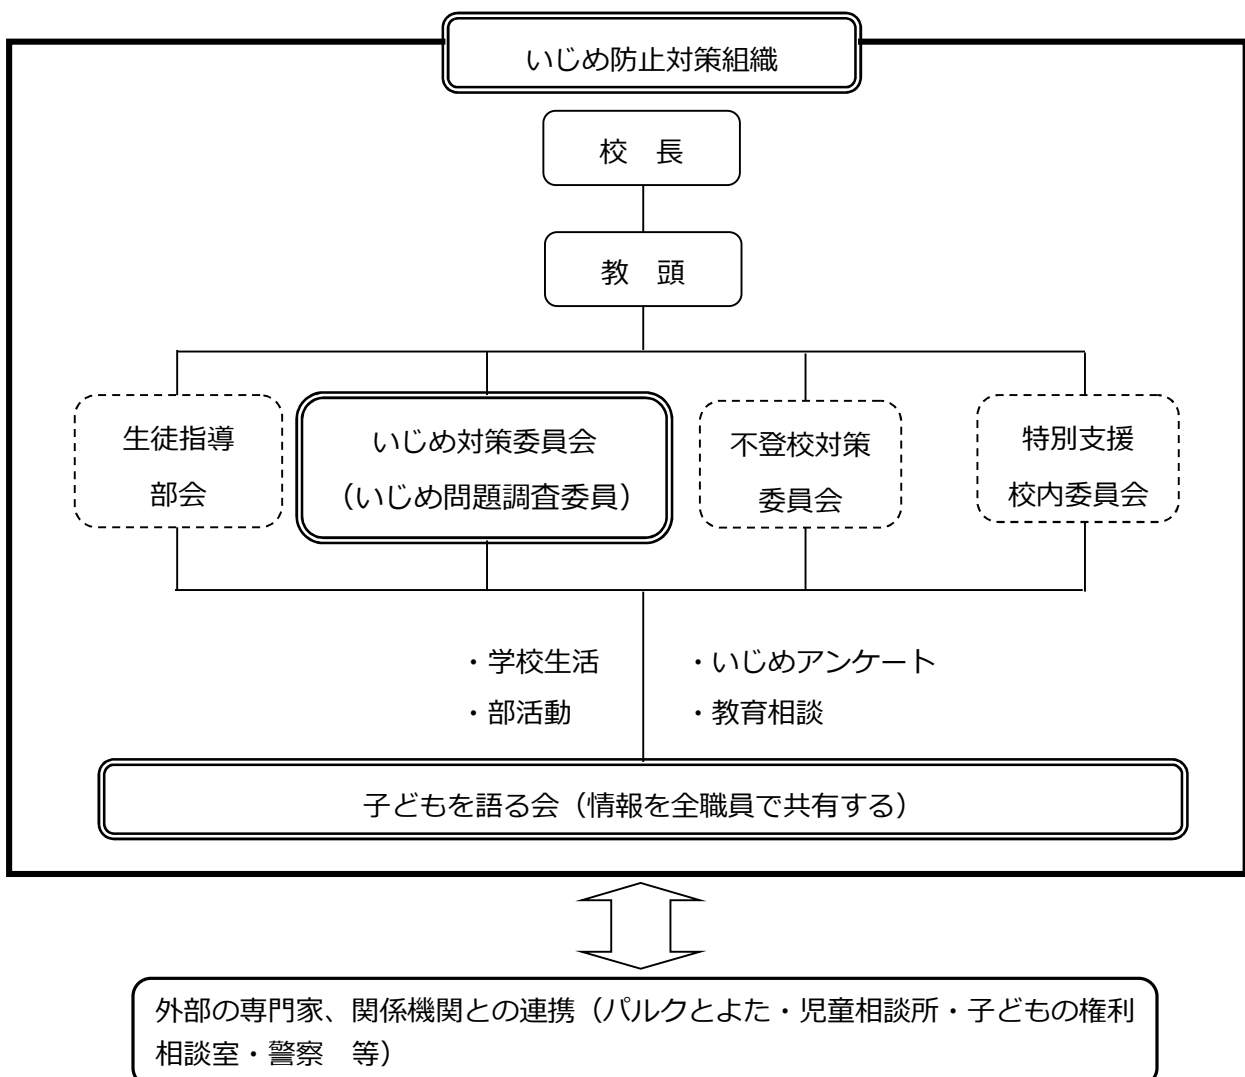 いじめ防止対策組織
校　長
教　頭
生徒指導
部会
いじめ対策委員会
（いじめ問題調査委員）
不登校対策
委員会
特別支援
校内委員会
・学校生活
・いじめアンケート
・部活動
・教育相談
子どもを語る会（情報を全職員で共有する）
外部の専門家、関係機関との連携（パルクとよた・児童相談所・子どもの権利
相談室・警察　等）